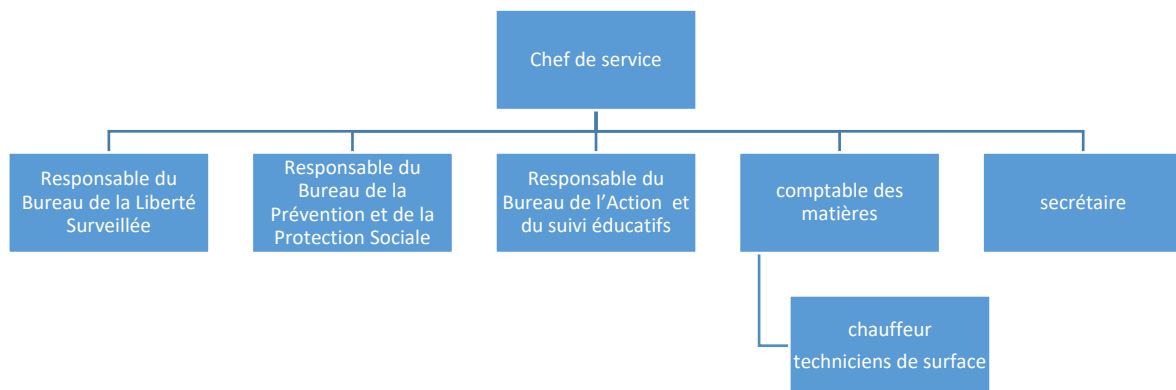 Chef de service
Responsable du
Bureau de la Liberté
Surveillée
Responsable du
Bureau de la
Prévention et de la
Protection Sociale
Responsable du
Bureau de l’Action et
du suivi éducatifs
comptable des
matières
secrétaire
chauffeur
techniciens de surface